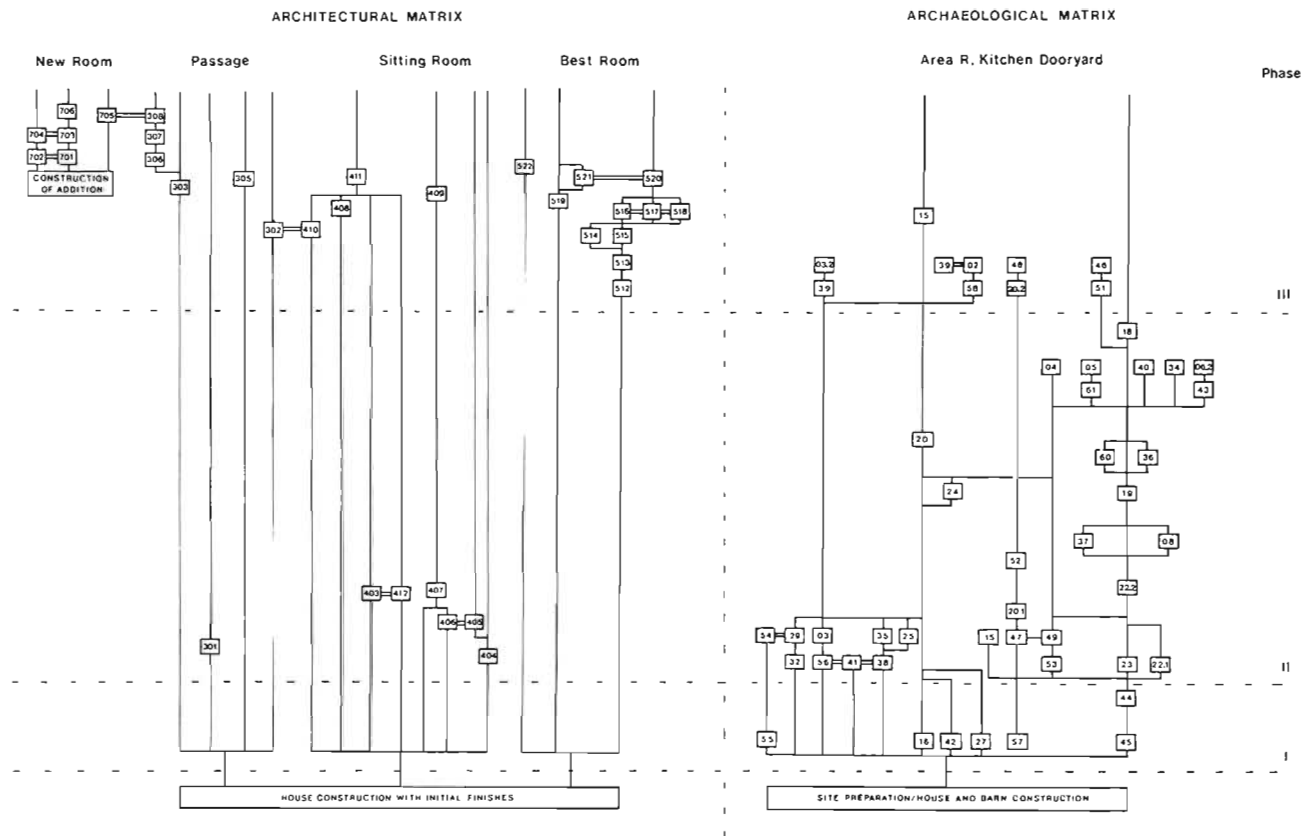 ARCHITECTURAL MATRIX
ARCHAEOLOGICAL MATRIX
New Room Passage Sitting Room Best Room Area R, Kitchen Dooryard Phase
706
705 308
704 703 307
702 701 306
CONSTRUCTION
OF ADDITION
303 305 411 409 522 521 520
408 519
302 410 516 517 518
514 515
513
512
15
03.2 39 02 48 46
39 58 20.2 51
III
18
04 05 40 34 06.2
61 43
20
60 36
24 19
37 08
52
403 412 407 22.2
406 405 20.1
301 404
54 29 03 35 25 15 47 49
32 56 41 38 53 23 22.1
II
44
55 16 42 27 57 45
I
HOUSE CONSTRUCTION WITH INITIAL FINISHES
SITE PREPARATION/HOUSE AND BARN CONSTRUCTION